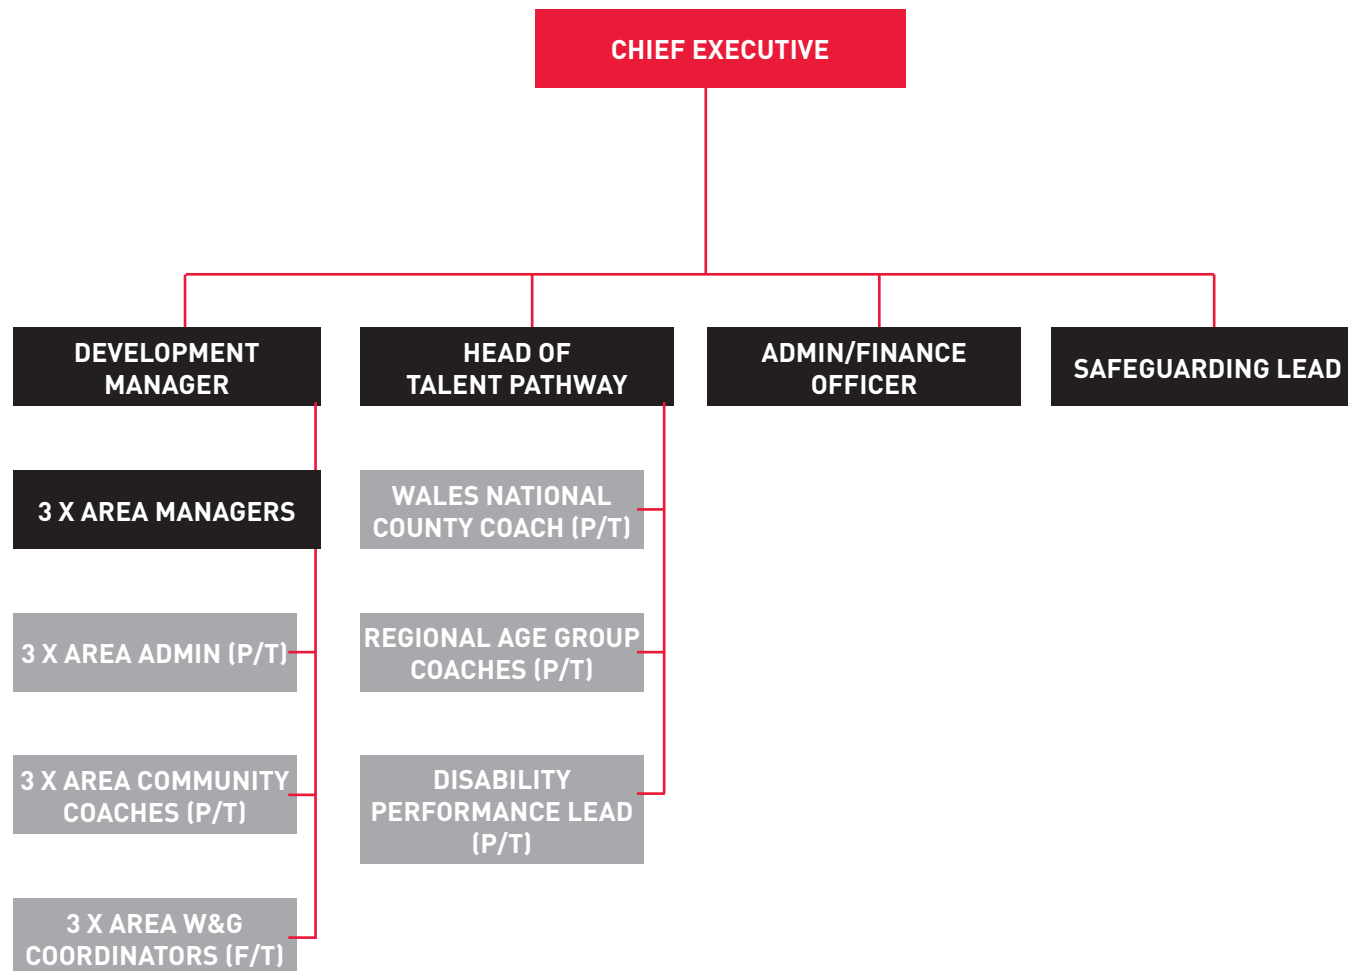 CHIEF EXECUTIVE
DEVELOPMENT
MANAGER
HEAD OF
TALENT PATHWAY
ADMIN/FINANCE
OFFICER
SAFEGUARDING LEAD
3 X AREA MANAGERS
WALES NATIONAL
COUNTY COACH (P/T)
3 X AREA ADMIN (P/T)
REGIONAL AGE GROUP
COACHES (P/T)
3 X AREA COMMUNITY
COACHES (P/T)
DISABILITY
PERFORMANCE LEAD
(P/T)
3 X AREA W&G
COORDINATORS (F/T)